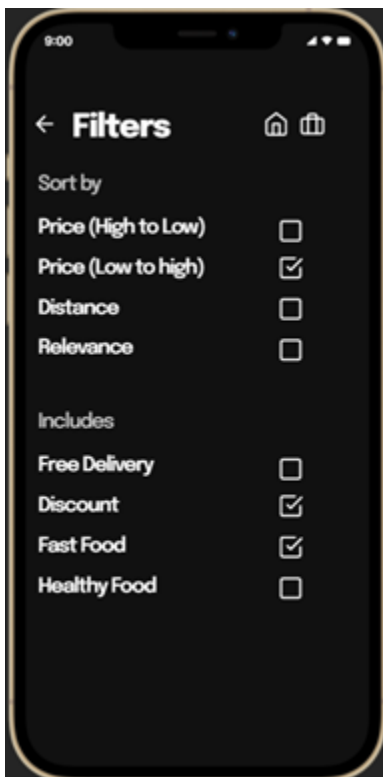 9:00
Filters
Sort by
Price (High to Low)
Price (Low to high)
Distance
Relevance
Includes
Free Delivery
Discount
Fast Food
Healthy Food